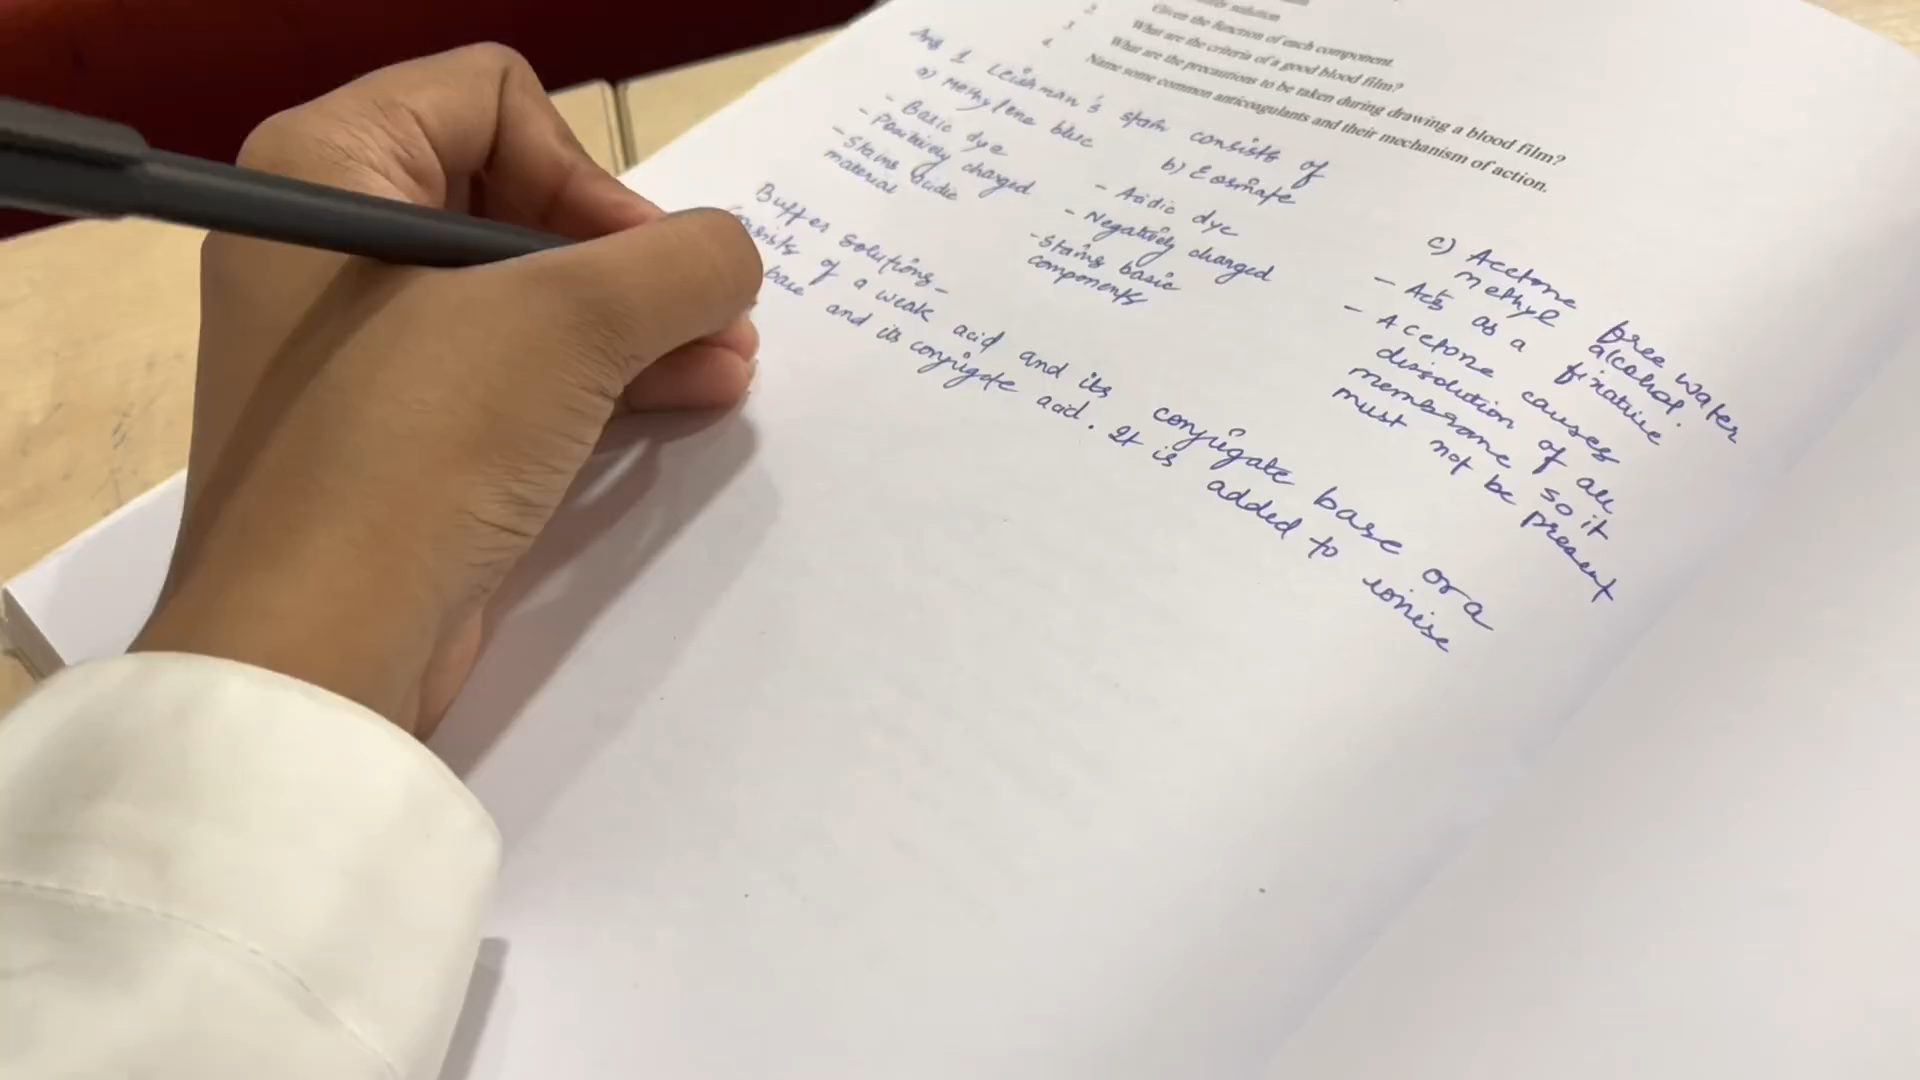 solution
2. Given the function of each component.
3. What are the criteria of a good blood film?
4. What are the precautions to be taken during drawing a blood film?
Name some common anticoagulants and their mechanism of action.
Ans 1 Leishman's stain consists of
a) Methylene blue
- Basic dye
- Positively charged
- Stains acidic
material
b) Eosinate
- Acidic dye
- Negatively charged
- Stains basic
components
c) Acetone free water
methyl alcohol.
- Acts as a fixative
- Acetone causes
dissolution of all
membrane so it
must not be present
Buffer Solutions -
Consists of a weak acid and its conjugate base or a
base and its conjugate acid. It is added to ionise